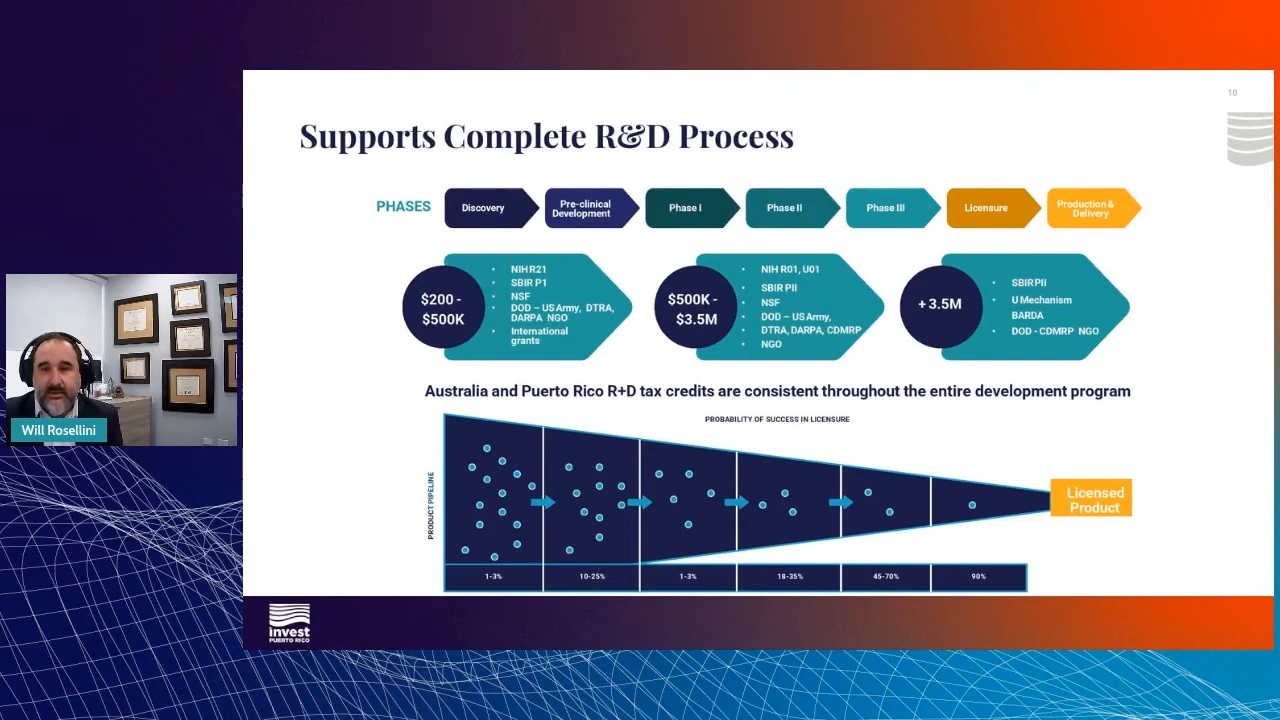 10
Supports Complete R&D Process
PHASES
Discovery
Pre-clinical
Development
Phase I
Phase II
Phase III
Licensure
Production &
Delivery
$200 -
$500K
• NIH R21
• SBIR P1
• NSF
• DOD – US Army, DTRA,
DARPA NGO
• International
grants
$500K -
$3.5M
• NIH R01, U01
• SBIR PII
• NSF
• DOD – US Army,
• DTRA, DARPA, CDMRP
• NGO
+ 3.5M
• SBIR PII
• U Mechanism
BARDA
• DOD - CDMRP NGO
Australia and Puerto Rico R+D tax credits are consistent throughout the entire development program
PROBABILITY OF SUCCESS IN LICENSURE
PRODUCT PIPELINE
Licensed
Product
1-3%
10-25%
1-3%
18-35%
45-70%
90%
Will Rosellini
invest
PUERTO RICO